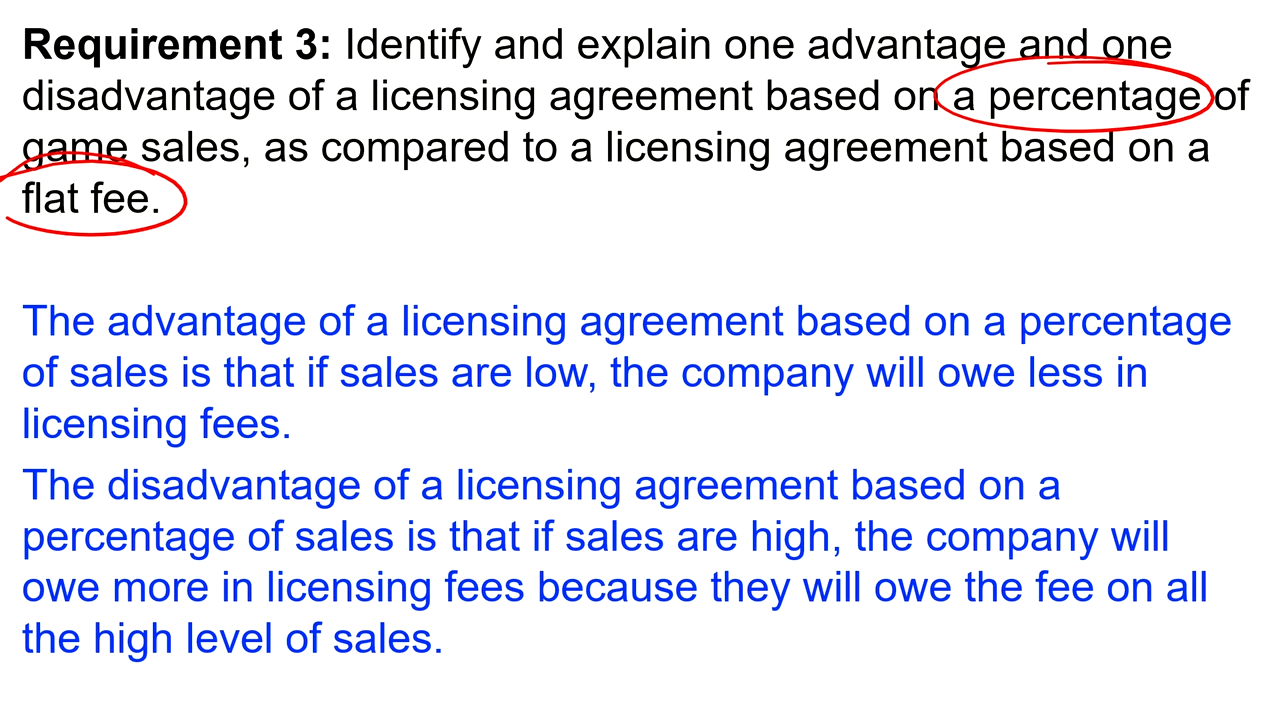 Requirement 3: Identify and explain one advantage and one
disadvantage of a licensing agreement based on a percentage of
game sales, as compared to a licensing agreement based on a
flat fee.
The advantage of a licensing agreement based on a percentage
of sales is that if sales are low, the company will owe less in
licensing fees.
The disadvantage of a licensing agreement based on a
percentage of sales is that if sales are high, the company will
owe more in licensing fees because they will owe the fee on all
the high level of sales.